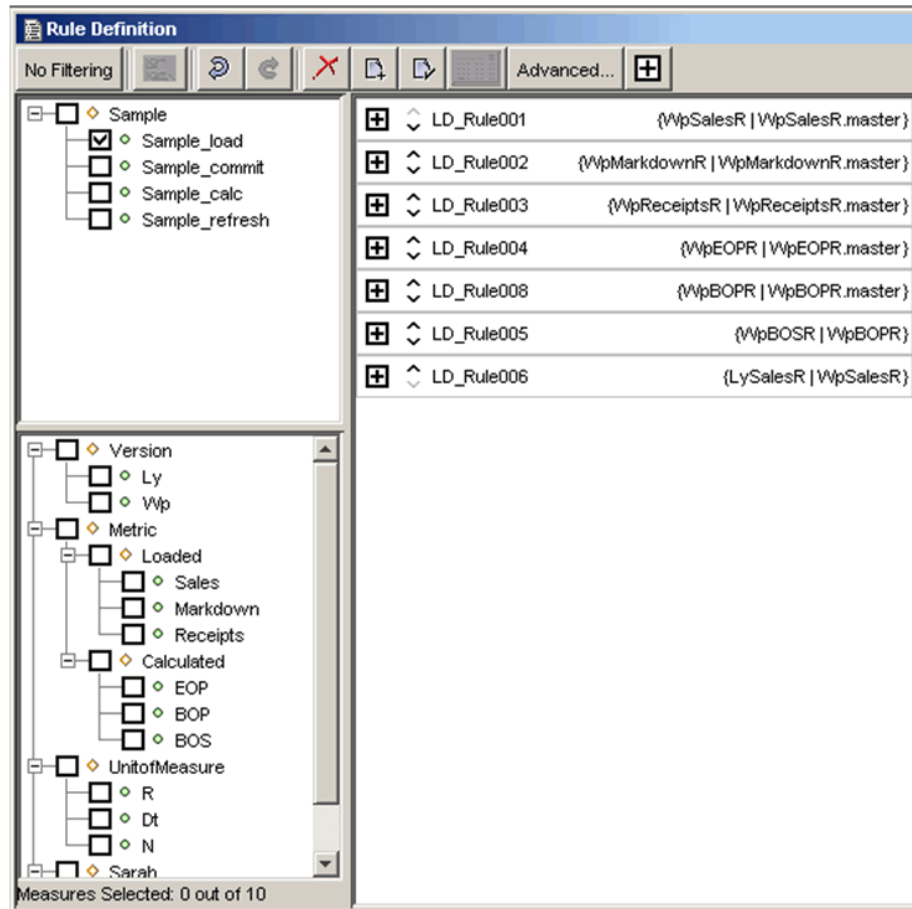 Rule Definition
No Filtering Advanced...
Sample
Sample_load
Sample_commit
Sample_calc
Sample_refresh
LD_Rule001 {WpSalesR | WpSalesR.master}
LD_Rule002 {WpMarkdownR | WpMarkdownR.master}
LD_Rule003 {WpReceiptsR | WpReceiptsR.master}
LD_Rule004 {WpEOPR | WpEOPR.master}
LD_Rule008 {WpBOPR | WpBOPR.master}
LD_Rule005 {WpBOSR | WpBOPR}
LD_Rule006 {LySalesR | WpSalesR}
Version
Ly
Wp
Metric
Loaded
Sales
Markdown
Receipts
Calculated
EOP
BOP
BOS
UnitofMeasure
R
Dt
N
Sarah
Measures Selected: 0 out of 10